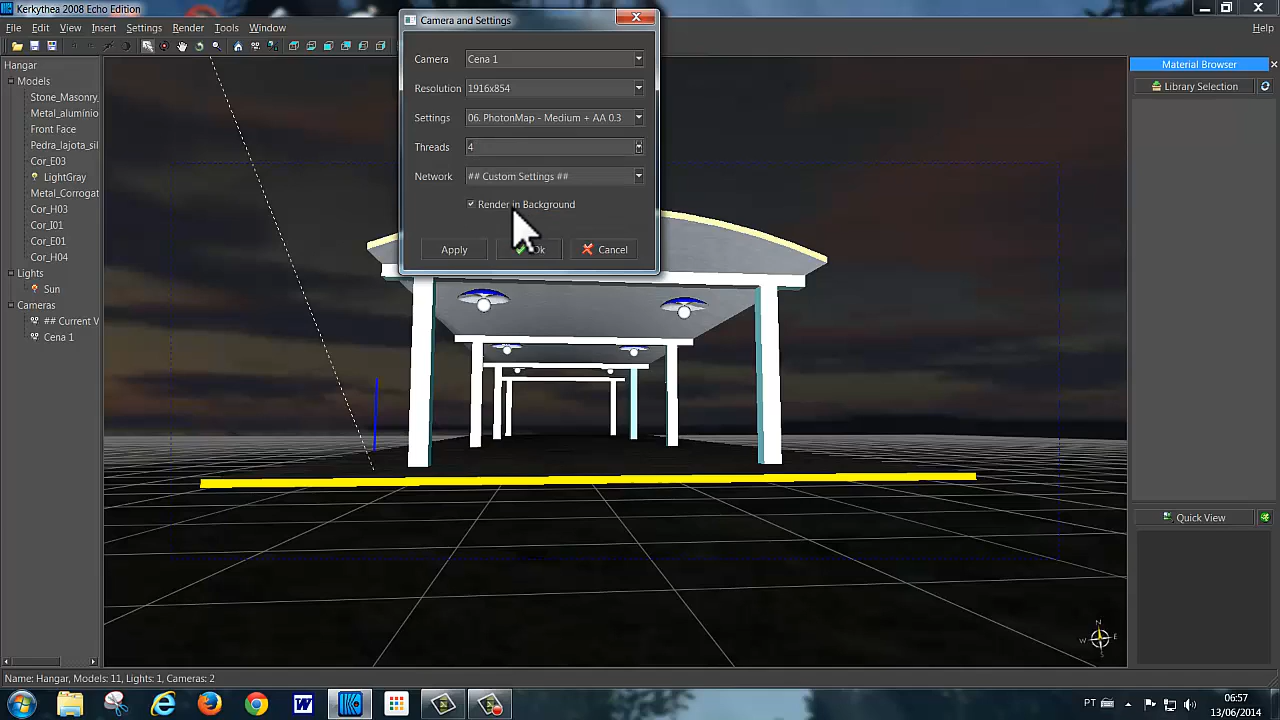 Kerkythea 2008 Echo Edition
File Edit View Insert Settings Render Tools Window Help
Camera and Settings
Camera Cena 1
Resolution 1916x854
Settings 06. PhotonMap - Medium + AA 0.3
Threads 4
Network ## Custom Settings ##
Render in Background
Apply Ok Cancel
Hangar
Models
Stone_Masonry_
Metal_alumínio
Front Face
Pedra_lajota_sil
Cor_E03
LightGray
Metal_Corrogat
Cor_H03
Cor_I01
Cor_E01
Cor_H04
Lights
Sun
Cameras
## Current V
Cena 1
Material Browser
Library Selection
Quick View
N
W E
S
Name: Hangar, Models: 11, Lights: 1, Cameras: 2
PT
06:57
13/06/2014